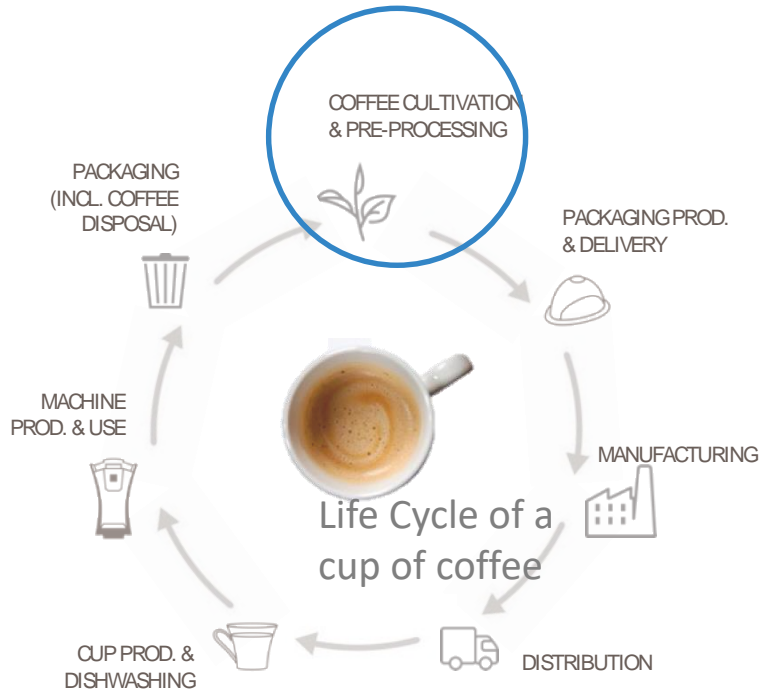 COFFEE CULTIVATION
& PRE-PROCESSING
PACKAGING
(INCL. COFFEE
DISPOSAL)
PACKAGING PROD.
& DELIVERY
MACHINE
PROD. & USE
MANUFACTURING
Life Cycle of a
cup of coffee
CUP PROD. &
DISHWASHING
DISTRIBUTION